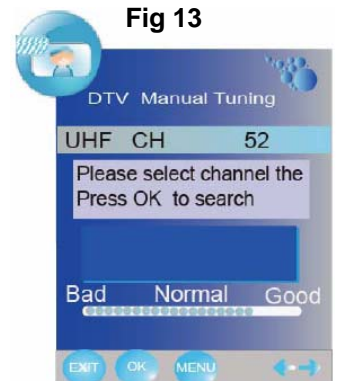 Fig 13
DTV Manual Tuning
UHF CH 52
Please select channel the
Press OK to search
Bad Normal Good
EXIT OK MENU